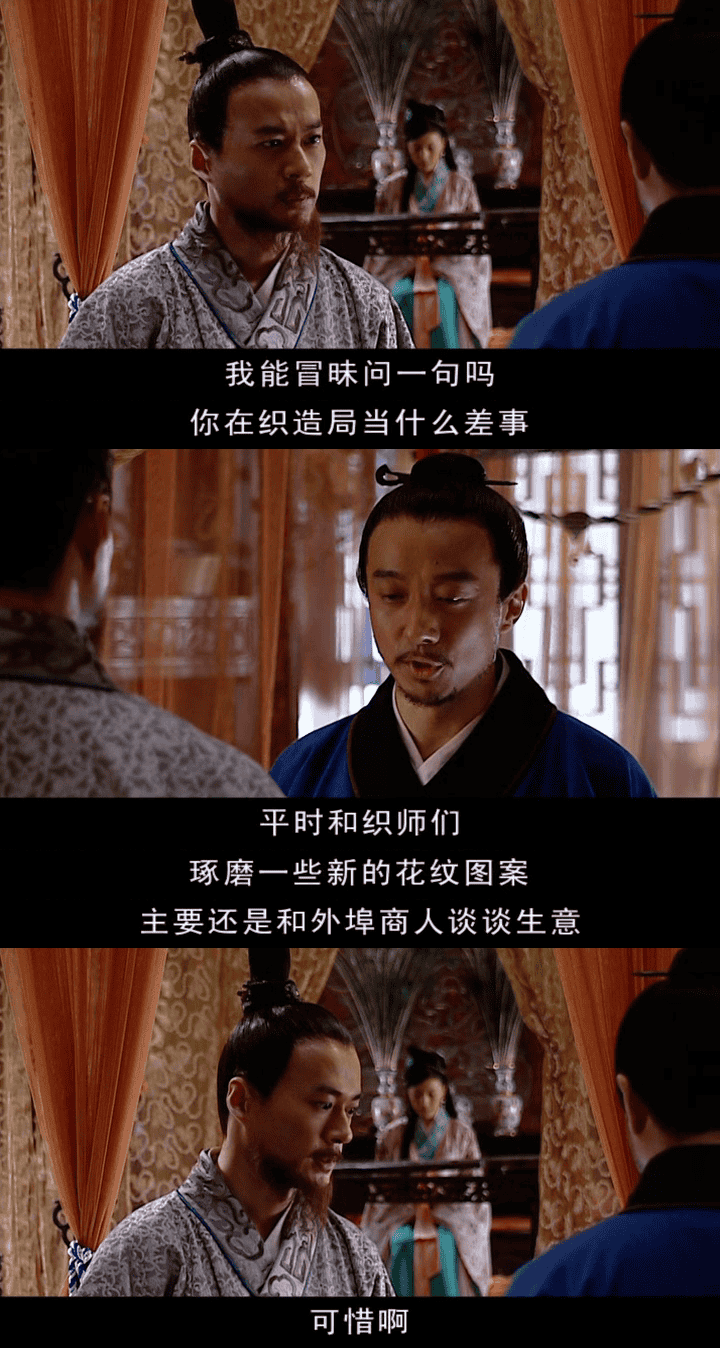 我能冒昧问一句吗
你在织造局当什么差事
平时和织师们
琢磨一些新的花纹图案
主要还是和外埠商人谈谈生意
可惜啊